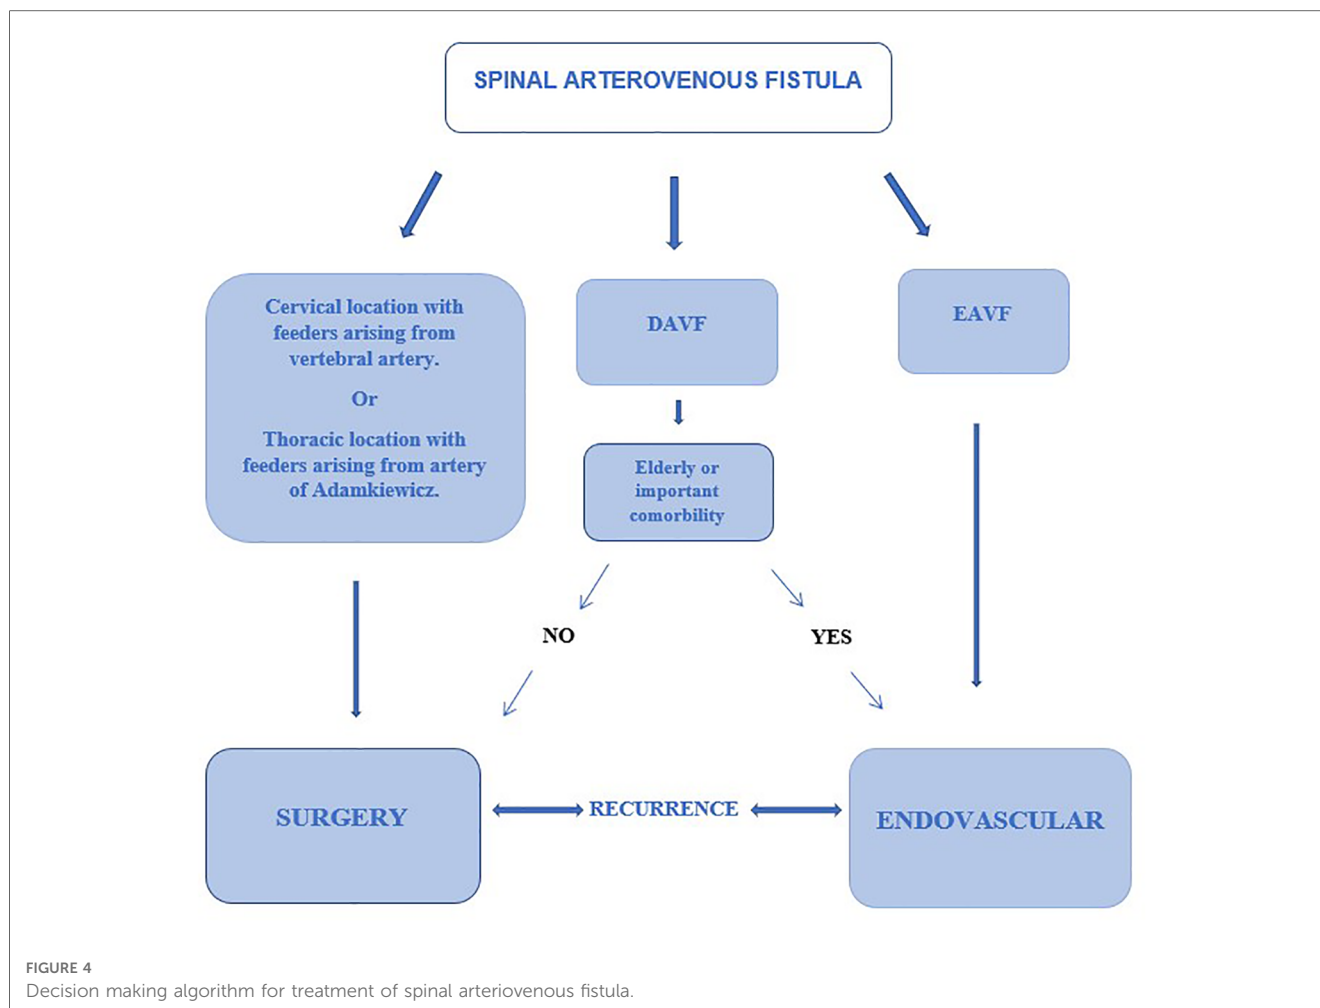 SPINAL ARTEROVENOUS FISTULA
Cervical location with
feeders arising from
vertebral artery.
Or
Thoracic location with
feeders arising from artery
of Adamkiewicz.
DAVF
EAVF
Elderly or
important
comorbility
NO
YES
SURGERY
RECURRENCE
ENDOVASCULAR
FIGURE 4
Decision making algorithm for treatment of spinal arteriovenous fistula.